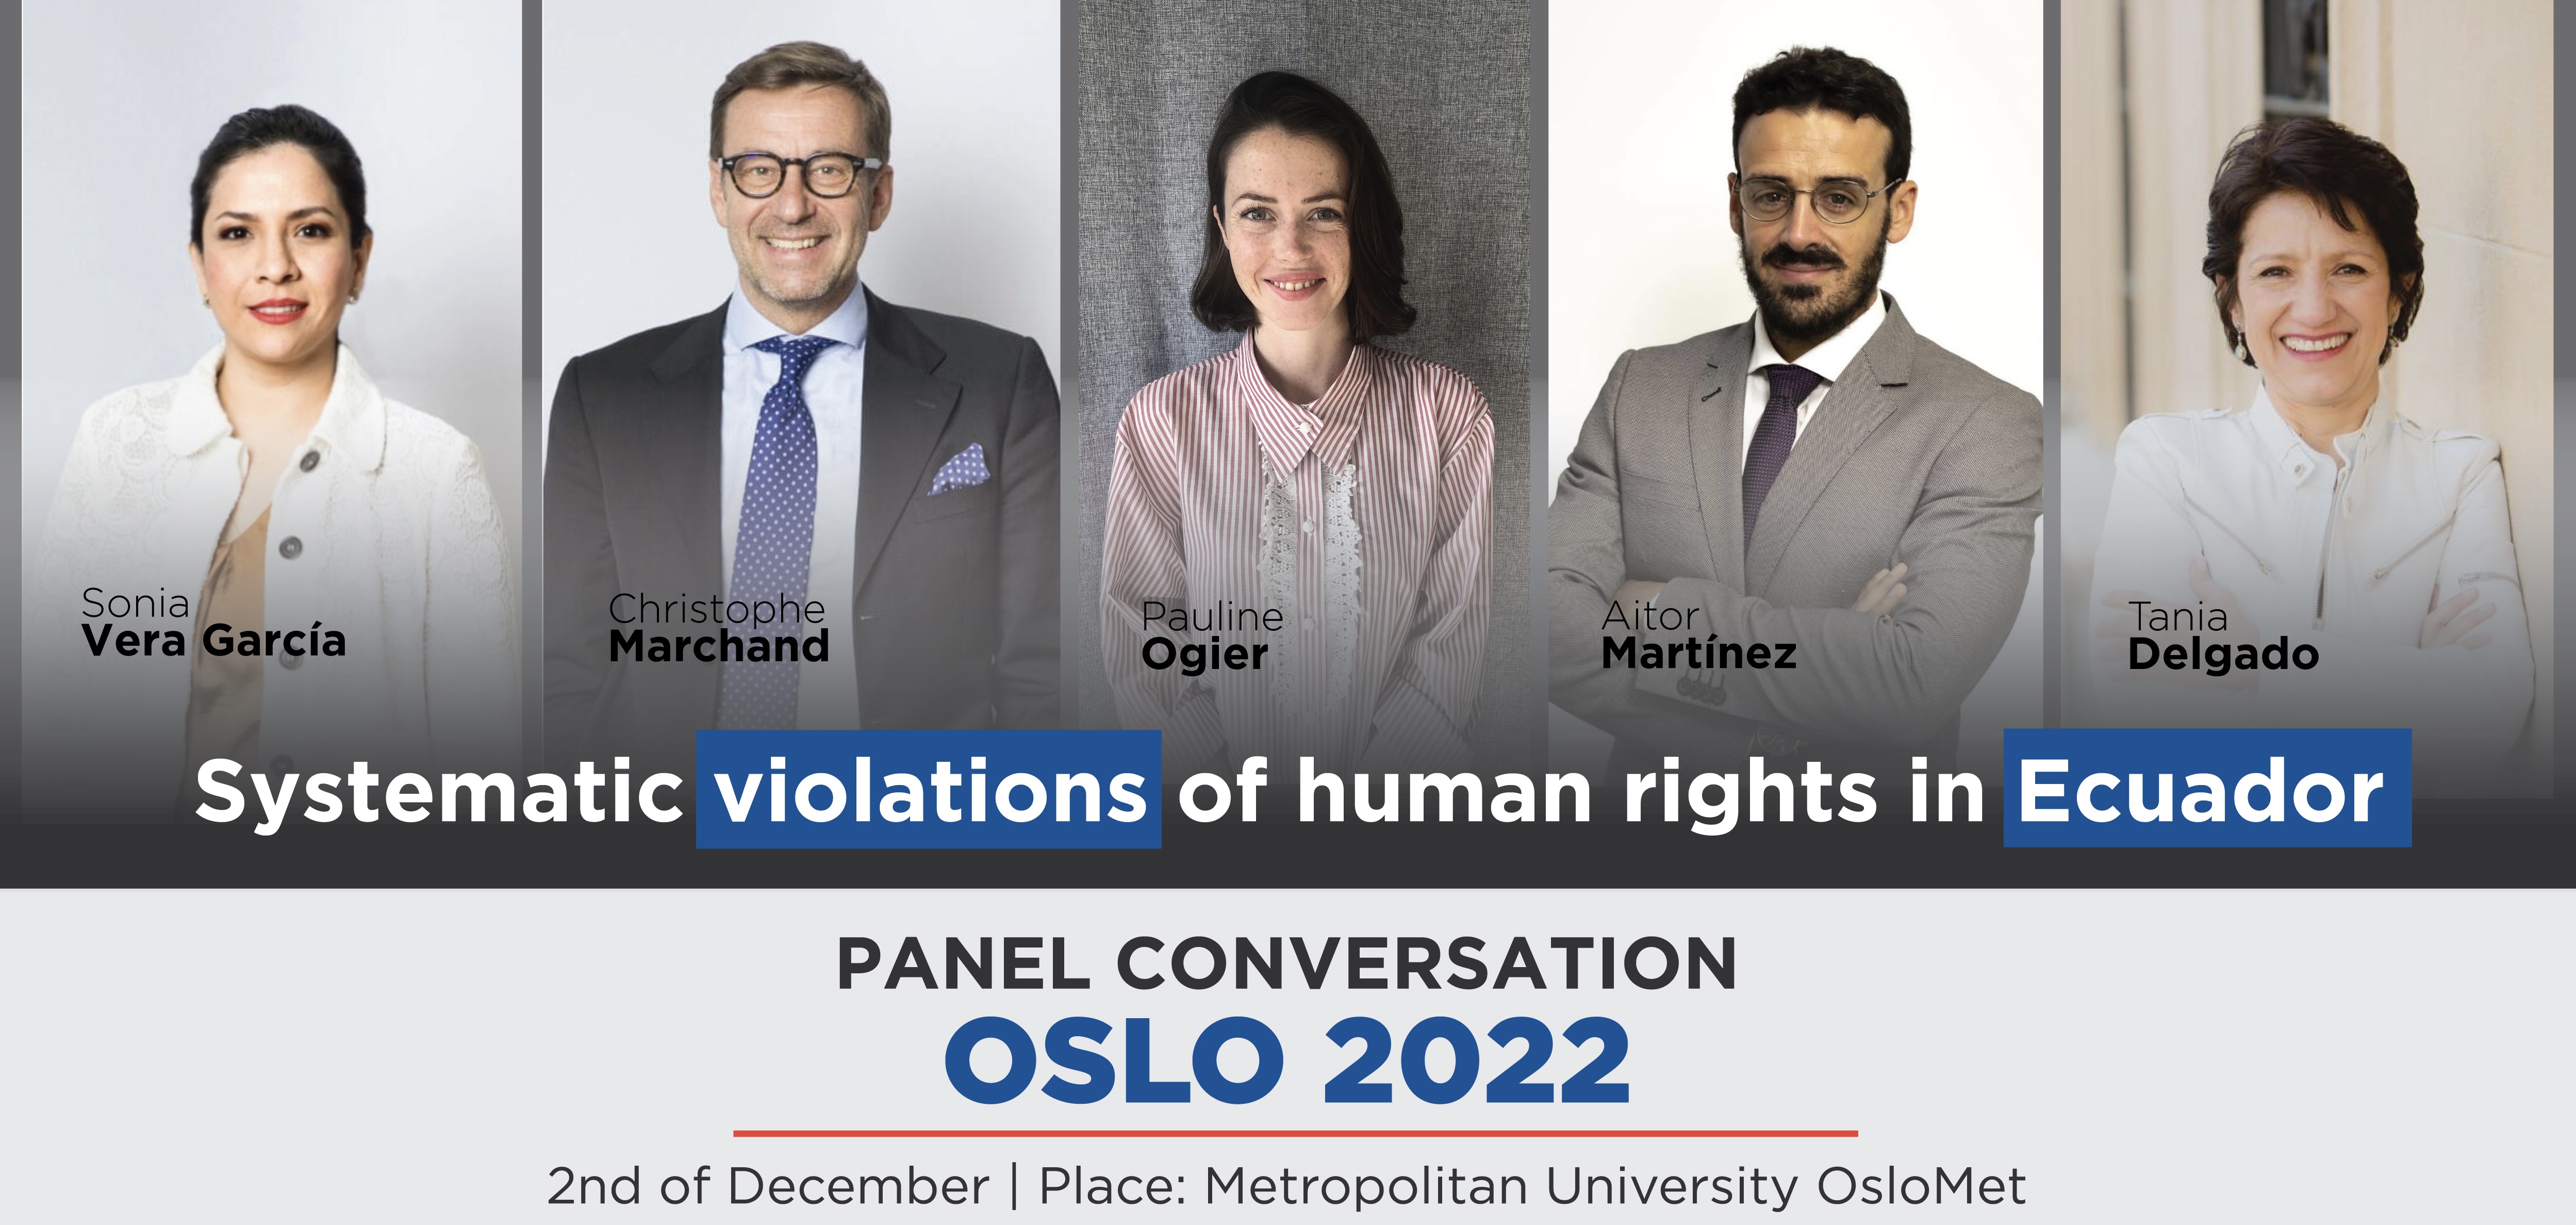 Sonia
Vera García
Christophe
Marchand
Pauline
Ogier
Aitor
Martínez
Tania
Delgado
Systematic violations of human rights in Ecuador
PANEL CONVERSATION
OSLO 2022
2nd of December | Place: Metropolitan University OsloMet